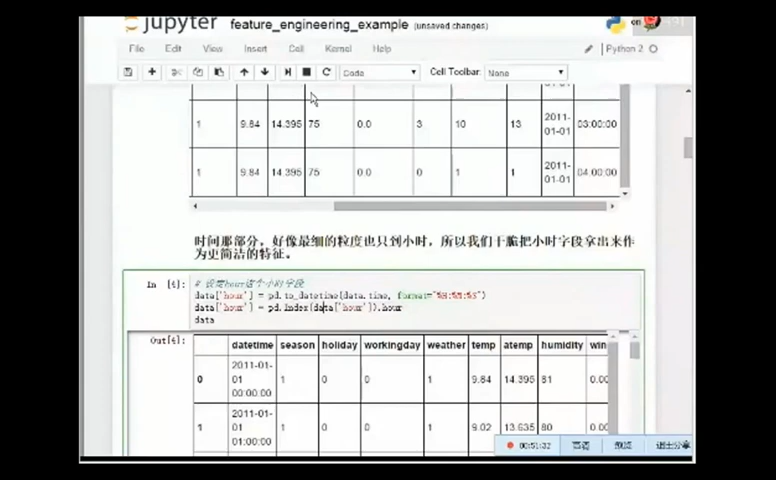 jupyter feature_engineering_example (unsaved changes)
File Edit View Insert Cell Kernel Help Python 2
Code Cell Toolbar: None
1 9.84 14.395 75 0.0 3 10 13 2011-01-01 03:00:00
1 9.84 14.395 75 0.0 0 1 1 2011-01-01 04:00:00
时间那部分，好像最细的粒度也只到小时，所以我们干脆把小时字段拿出来作
为更简洁的特征。
In [4]: # 设定hour这个小时字段
data['hour'] = pd.to_datetime(data.time, format="%H:%M:%S")
data['hour'] = pd.Index(data['hour']).hour
data
Out[4]: datetime season holiday workingday weather temp atemp humidity win
0 2011-01-01 00:00:00 1 0 0 1 9.84 14.395 81 0.00
1 2011-01-01 01:00:00 1 0 0 1 9.02 13.635 80 0.00
00:51:32 退出分享